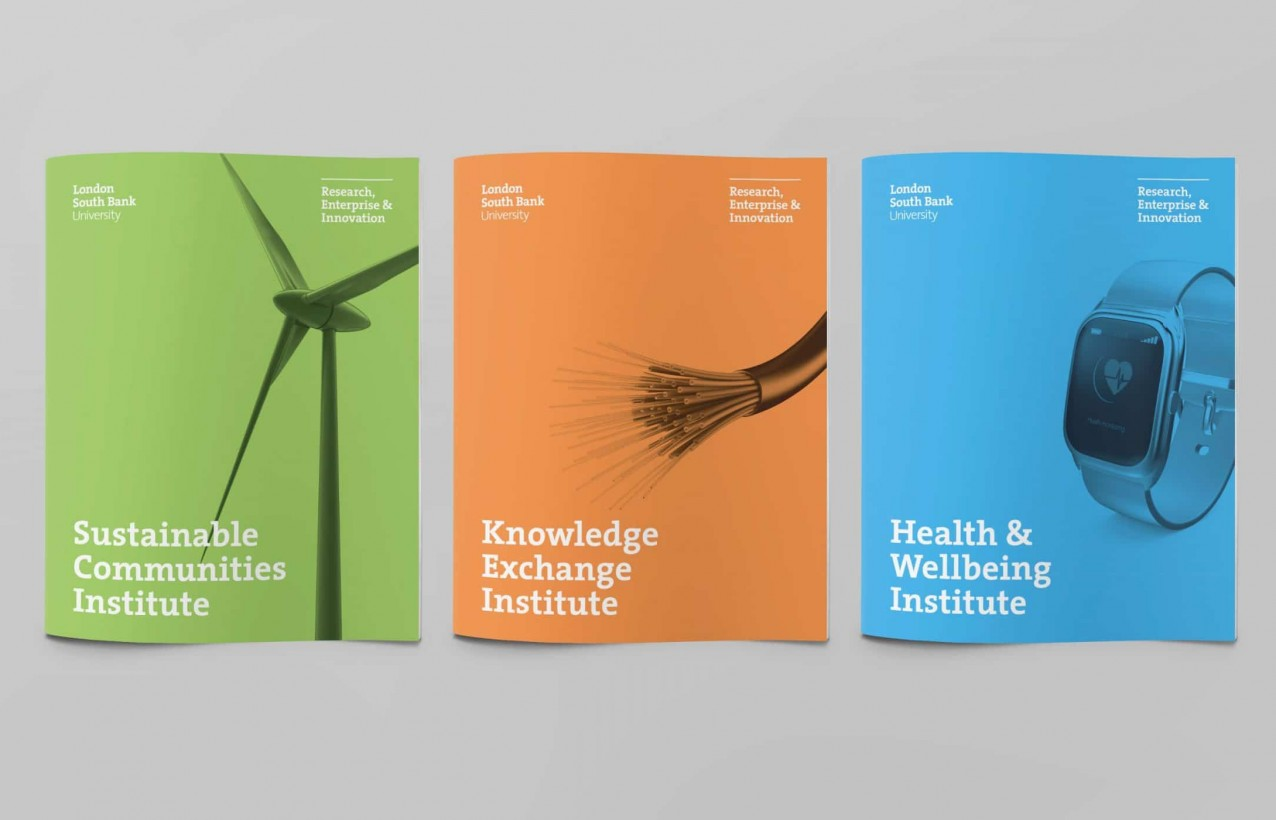 London
South Bank
University
Research,
Enterprise &
Innovation
Sustainable
Communities
Institute
London
South Bank
University
Research,
Enterprise &
Innovation
Knowledge
Exchange
Institute
London
South Bank
University
Research,
Enterprise &
Innovation
Health &
Wellbeing
Institute